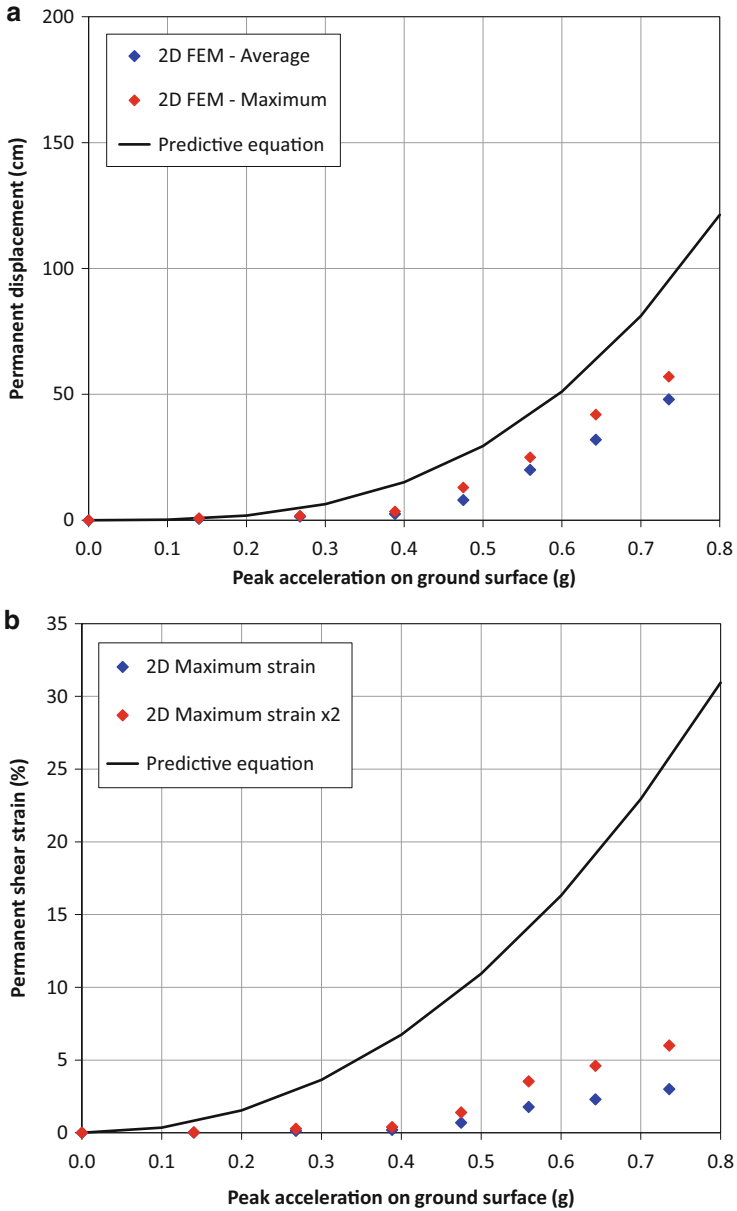 a
200
150
100
50
0
Permanent displacement (cm)
2D FEM - Average
2D FEM - Maximum
Predictive equation
0.0 0.1 0.2 0.3 0.4 0.5 0.6 0.7 0.8
Peak acceleration on ground surface (g)
b
35
30
25
20
15
10
5
0
Permanent shear strain (%)
2D Maximum strain
2D Maximum strain x2
Predictive equation
0.0 0.1 0.2 0.3 0.4 0.5 0.6 0.7 0.8
Peak acceleration on ground surface (g)